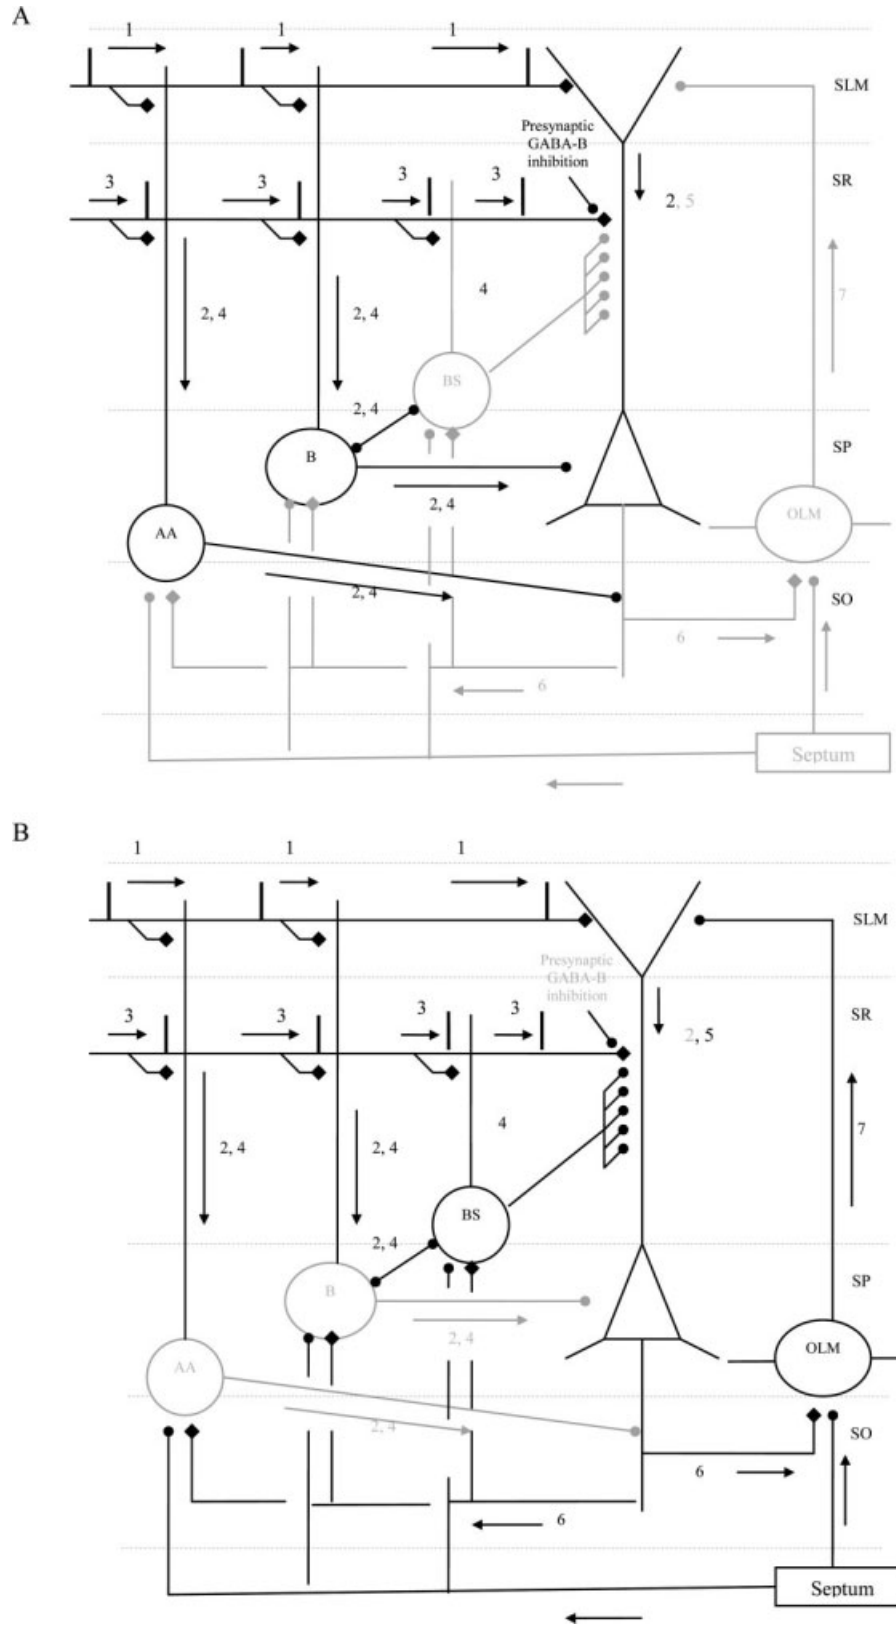 A
1 1 1
SLM
Presynaptic
GABA-B
inhibition
3 3 3 3
SR
2, 5
2, 4 2, 4 4 7
BS
2, 4
B SP
2, 4
AA OLM
2, 4
SO
6
6
Septum
B
1 1 1
SLM
Presynaptic
GABA-B
inhibition
3 3 3 3
SR
2, 5
2, 4 2, 4 4 7
BS
2, 4
B SP
2, 4
AA OLM
2, 4
SO
6
6
Septum